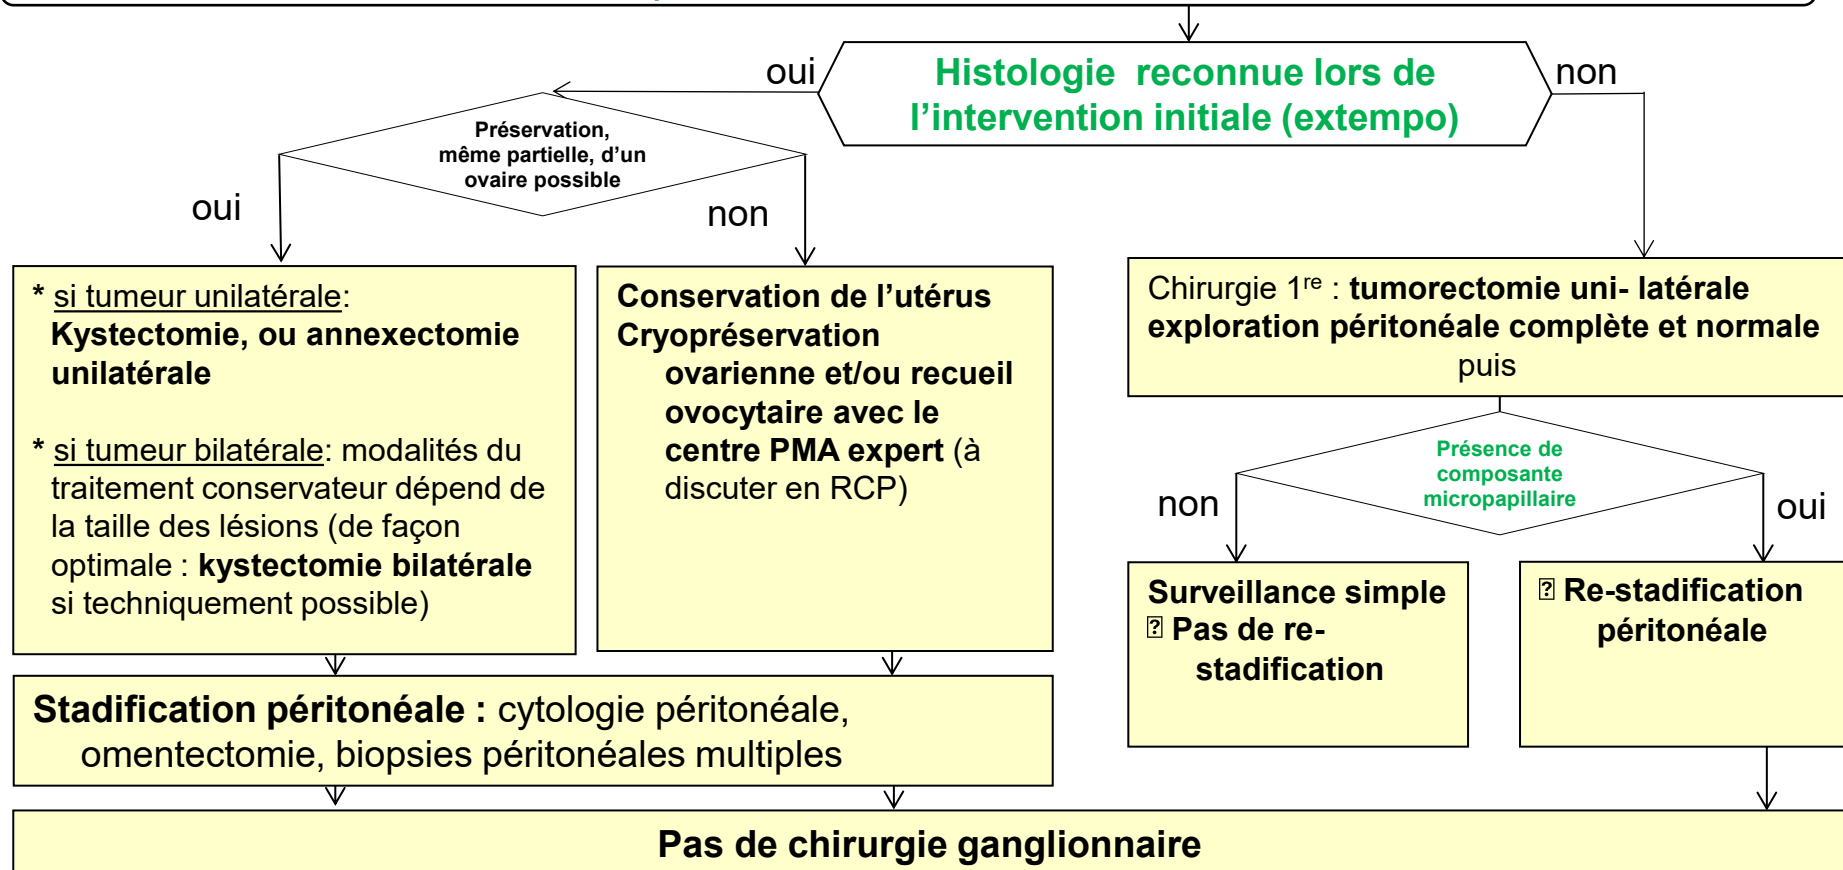 oui
Histologie reconnue lors de
l'intervention initiale (extempo)
non
Préservation,
même partielle, d'un
ovaire possible
oui
non
* si tumeur unilatérale:
Kystectomie, ou annexectomie
unilatérale
* si tumeur bilatérale: modalités du
traitement conservateur dépend de
la taille des lésions (de façon
optimale : kystectomie bilatérale
si techniquement possible)
Conservation de l'utérus
Cryopréservation
ovarienne et/ou recueil
ovocytaire avec le
centre PMA expert (à
discuter en RCP)
Chirurgie 1re : tumorectomie uni- latérale
exploration péritonéale complète et normale
puis
Présence de
composante
micropapillaire
non
oui
Surveillance simple
⍰ Pas de re-
stadification
⍰ Re-stadification
péritonéale
Stadification péritonéale : cytologie péritonéale,
omentectomie, biopsies péritonéales multiples
Pas de chirurgie ganglionnaire